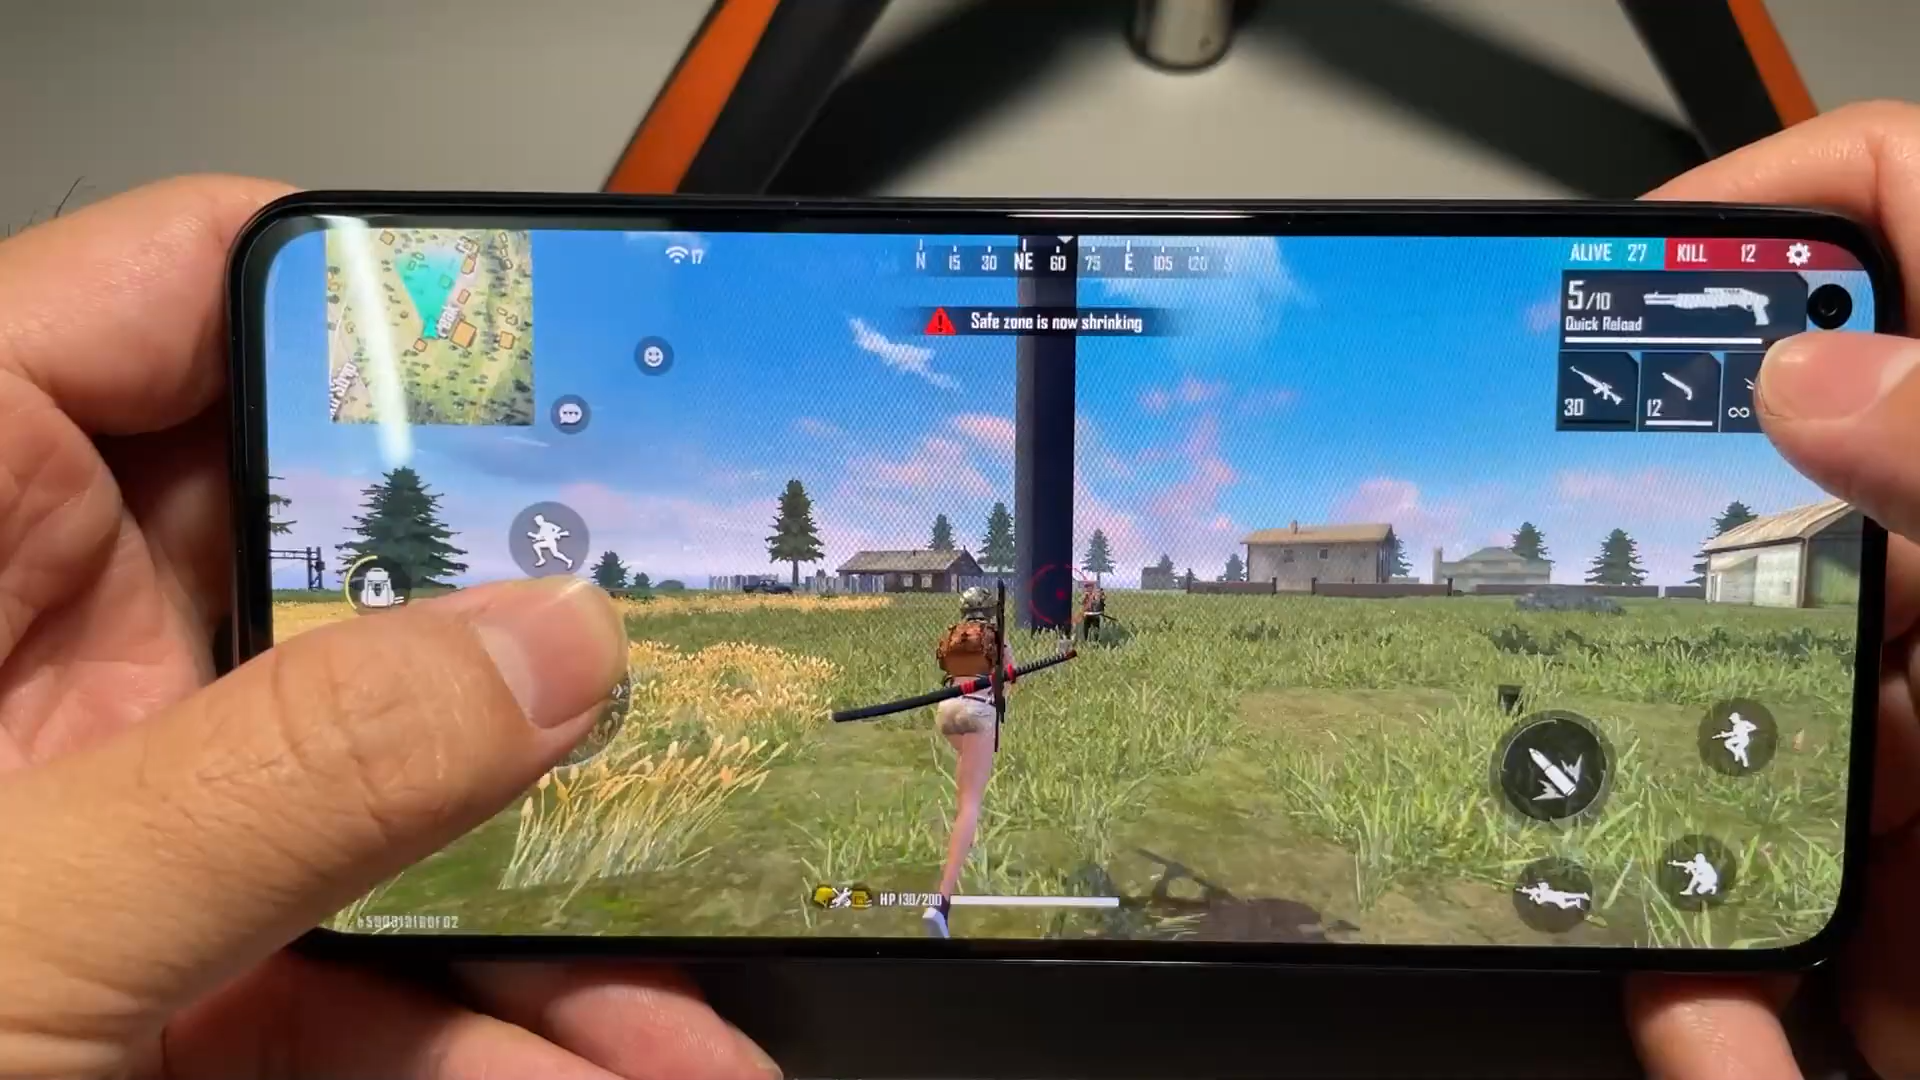 17
N 15 30 NE 60 75 E 105 120 S
ALIVE 27 KILL 12
Safe zone is now shrinking
5/10
Quick Reload
30 12 ∞
HP 130/200